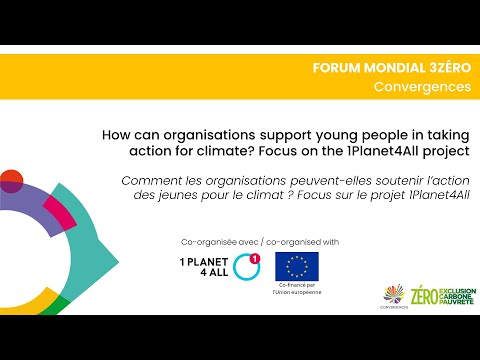 FORUM MONDIAL 3ZÉRO
Convergences
How can organisations support young people in taking
action for climate? Focus on the 1Planet4All project
Comment les organisations peuvent-elles soutenir l'action
des jeunes pour le climat ? Focus sur le projet 1Planet4All
Co-organisée avec / co-organised with
1 PLANET
4 ALL
1
Co-financé par
l'Union européenne
CONVERGENCES
ZÉRO
EXCLUSION
CARBONE
PAUVRETÉ